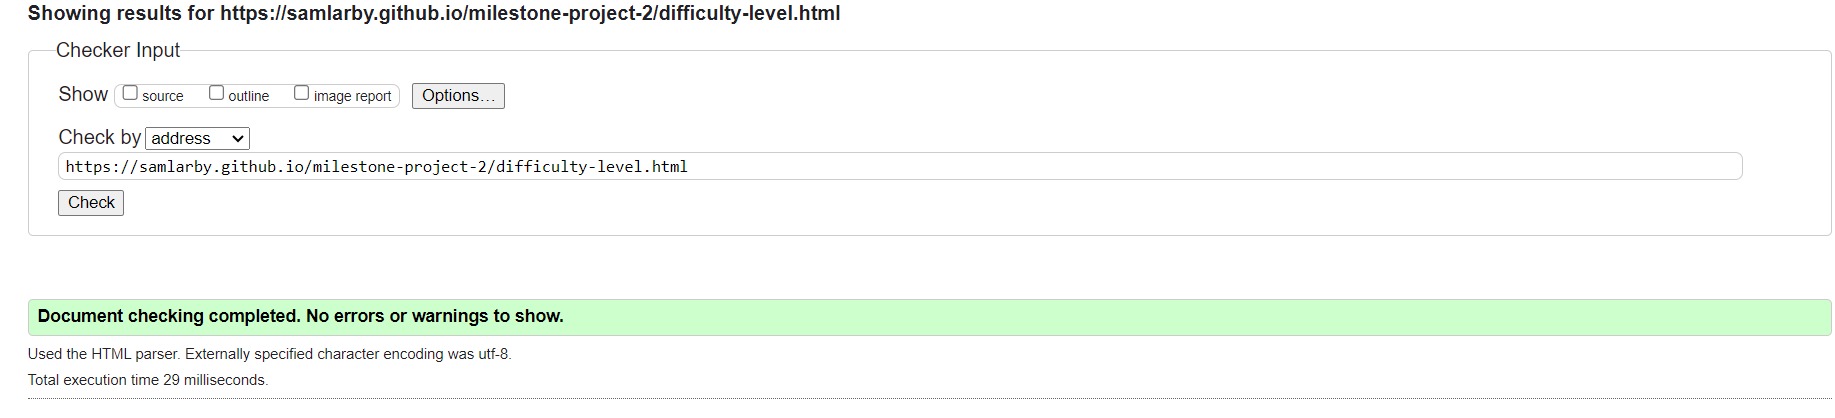 Showing results for https://samlarby.github.io/milestone-project-2/difficulty-level.html
Checker Input
Show source outline image report Options...
Check by address
https://samlarby.github.io/milestone-project-2/difficulty-level.html
Check
Document checking completed. No errors or warnings to show.
Used the HTML parser. Externally specified character encoding was utf-8.
Total execution time 29 milliseconds.